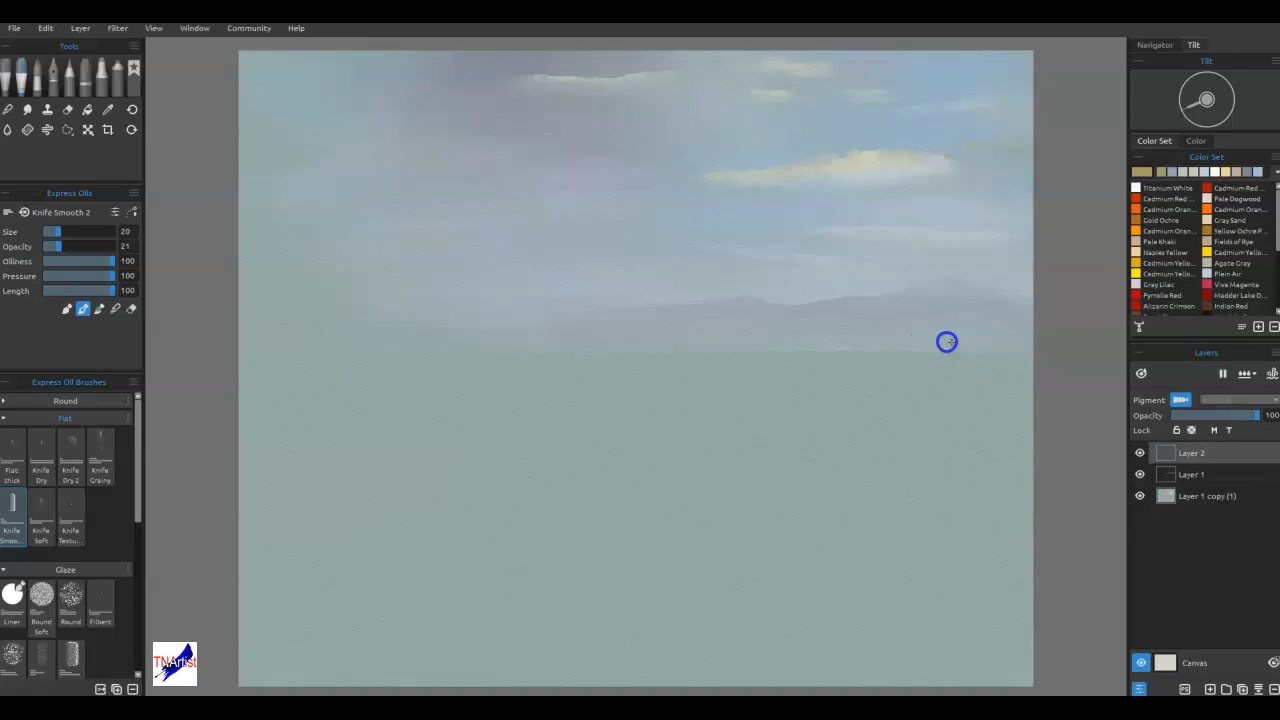 File Edit Layer Filter View Window Community Help
Tools
Express Oils
Knife Smooth 2
Size 20
Opacity 21
Oiliness 100
Pressure 100
Length 100
Express Oil Brushes
Round
Flat
Flat thick
Knife Dry
Knife Dry 2
Knife Grainy
Knife Smoo...
Knife Soft
Knife Textu...
Glaze
Liner
Round Soft
Round
Filbert
TNArtist
Navigator Tilt
Tilt
Color Set Color
Color Set
Titanium White Cadmium Red ...
Cadmium Red ... Pale Dogwood
Cadmium Oran... Cadmium Oran...
Gold Ochre Gray Sand
Cadmium Oran... Yellow Ochre P...
Pale Khaki Fields of Rye
Naples Yellow Cadmium Yello...
Cadmium Yello... Agate Gray
Cadmium Yello... Plein Air
Gray Lilac Viva Magenta
Pyrrolla Red Madder Lake D...
Alizarin Crimson Indian Red
Layers
Pigment
Opacity 100
Lock M T
Layer 2
Layer 1
Layer 1 copy (1)
Canvas